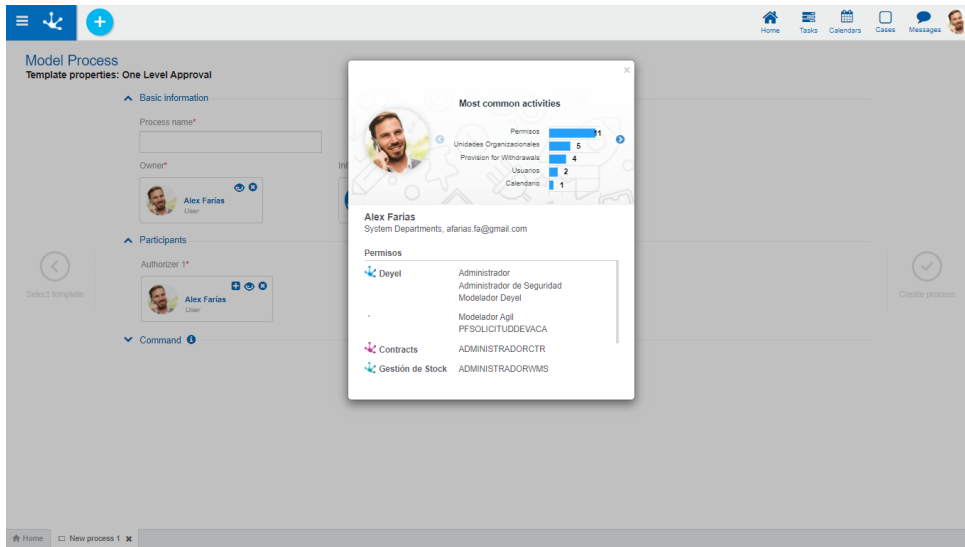 Home Tasks Calendars Cases Messages
Model Process
Template properties: One Level Approval
Basic information
Process name*
Owner*
Alex Farías
User
Participants
Authorizer 1*
Alex Farías
User
Command
Select template
Create process
×
Most common activities
Permisos 11
Unidades Organizacionales 5
Provision for Withdrawals 4
Usuarios 2
Calendario 1
Alex Farías
System Departments, afarias.fa@gmail.com
Permisos
Deyel Administrador
Administrador de Seguridad
Modelador Deyel
- Modelador Agil
PFSOLICITUDDEVACA
Contracts ADMINISTRADORCTR
Gestión de Stock ADMINISTRADORWMS
Home New process 1